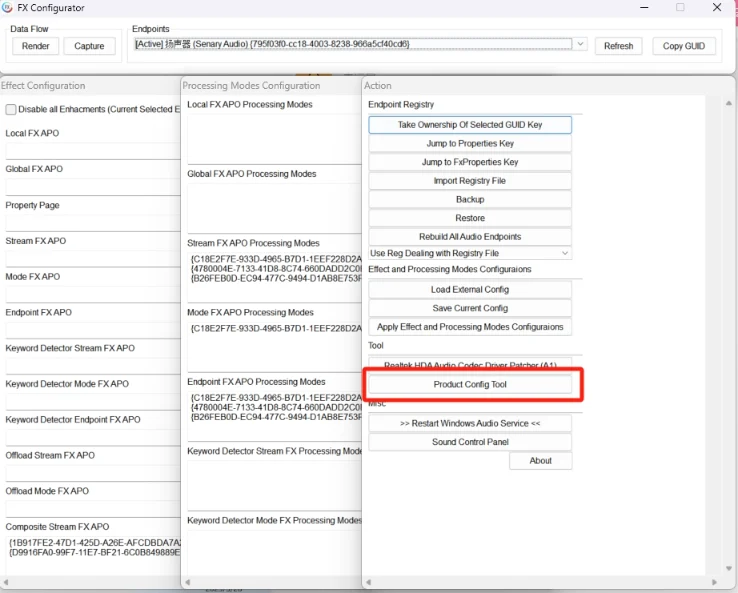 FX Configurator
Data Flow
Render
Capture
Endpoints
[Active] 扬声器 (Senary Audio) {795f03f0-cc18-4003-8238-966a5cf40cd6}
Refresh
Copy GUID
Effect Configuration
Disable all Enhacments (Current Selected E
Local FX APO
Global FX APO
Property Page
Stream FX APO
Mode FX APO
Endpoint FX APO
Keyword Detector Stream FX APO
Keyword Detector Mode FX APO
Keyword Detector Endpoint FX APO
Offload Stream FX APO
Offload Mode FX APO
Composite Stream FX APO
{1B917FE2-47D1-425D-A26E-AFCDBDA7A
{D9916FA0-99F7-11E7-BF21-6C0B849889E
Processing Modes Configuration
Local FX APO Processing Modes
Global FX APO Processing Modes
Stream FX APO Processing Modes
{C18E2F7E-933D-4965-B7D1-1EEF228D2A
{4780004E-7133-41D8-8C74-660DADD2C0
{B26FEB0D-EC94-477C-9494-D1AB8E753F
Mode FX APO Processing Modes
{C18E2F7E-933D-4965-B7D1-1EEF228D2A
Endpoint FX APO Processing Modes
{C18E2F7E-933D-4965-B7D1-1EEF228D2A
{4780004E-7133-41D8-8C74-660DADD2C0
{B26FEB0D-EC94-477C-9494-D1AB8E753F
Keyword Detector Stream FX Processing Mode
Keyword Detector Mode FX Processing Modes
Action
Endpoint Registry
Take Ownership Of Selected GUID Key
Jump to Properties Key
Jump to FxProperties Key
Import Registry File
Backup
Restore
Rebuild All Audio Endpoints
Use Reg Dealing with Registry File
Effect and Processing Modes Configuraions
Load External Config
Save Current Config
Apply Effect and Processing Modes Configuraions
Tool
Realtek HDA Audio Codec Driver Patcher (A1)
Product Config Tool
Misc
>> Restart Windows Audio Service <<
Sound Control Panel
About